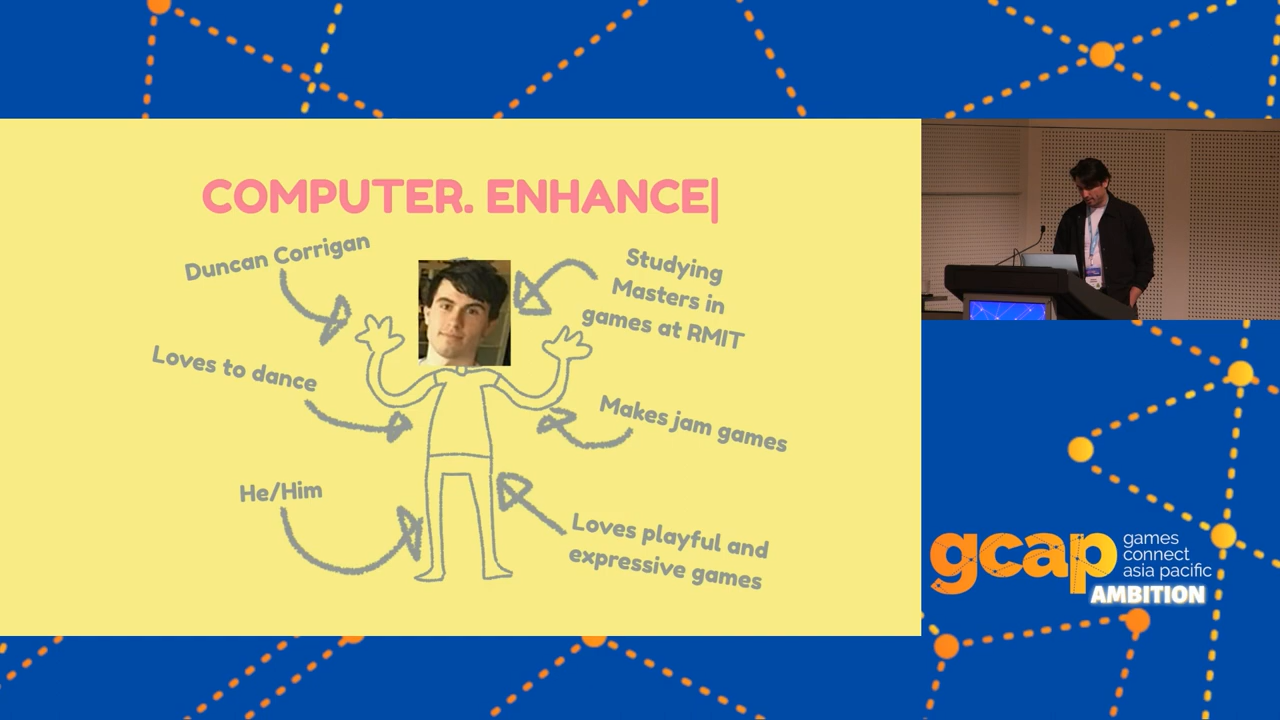 COMPUTER. ENHANCE|
Duncan Corrigan
Studying
Masters in
games at RMIT
Loves to dance
Makes jam games
He/Him
Loves playful and
expressive games
gcap
games
connect
asia pacific
AMBITION